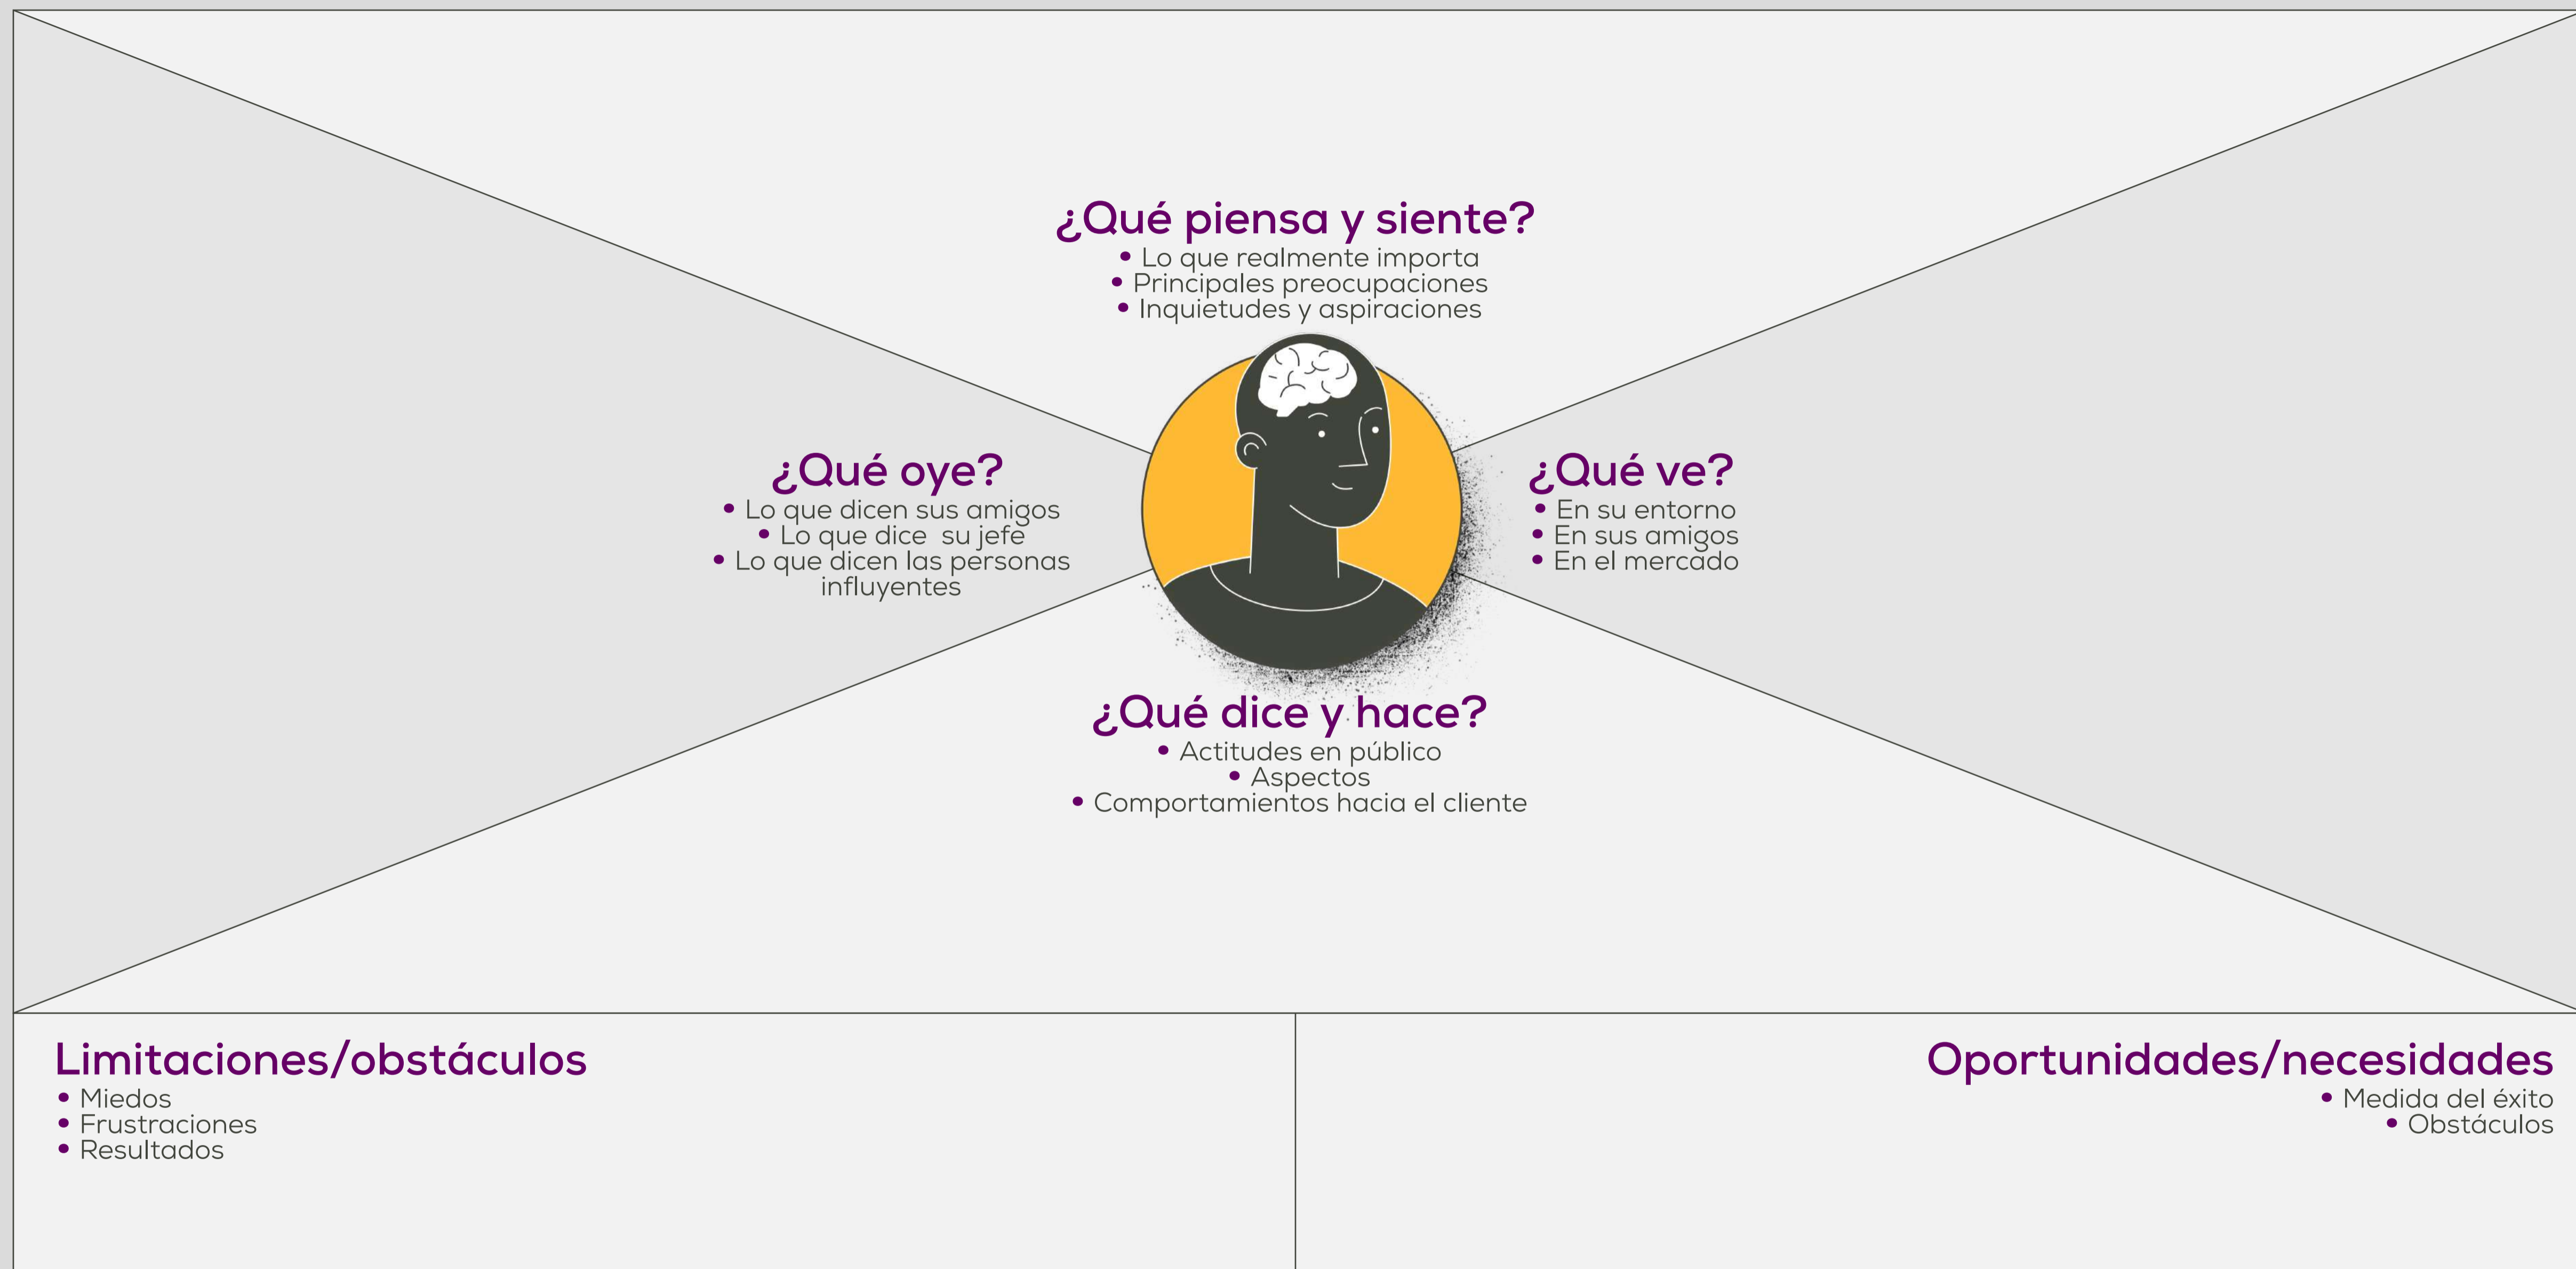 ¿Qué piensa y siente?
• Lo que realmente importa
• Principales preocupaciones
• Inquietudes y aspiraciones
¿Qué oye?
• Lo que dicen sus amigos
• Lo que dice  su jefe
• Lo que dicen las personas
influyentes
¿Qué ve?
• En su entorno
• En sus amigos
• En el mercado
¿Qué dice y hace?
• Actitudes en público
• Aspectos
• Comportamientos hacia el cliente
Limitaciones/obstáculos
• Miedos
• Frustraciones
• Resultados
Oportunidades/necesidades
• Medida del éxito
• Obstáculos